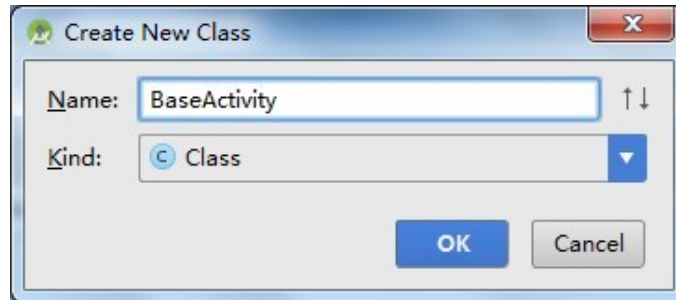 Create New Class
Name: BaseActivity
Kind: C Class
OK Cancel